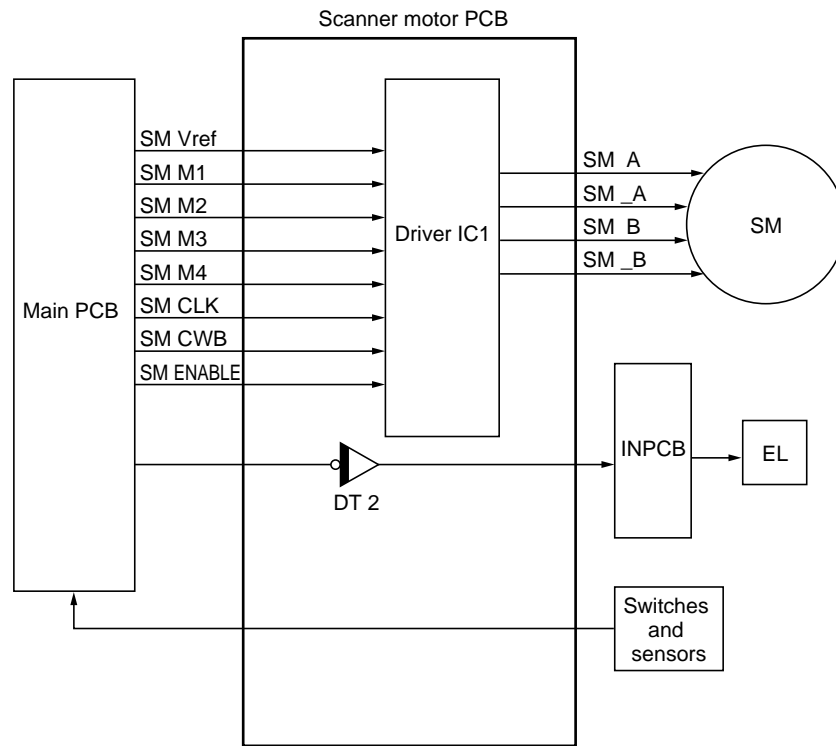 Scanner motor PCB
SM Vref
SM M1
SM M2
SM M3
SM M4
SM CLK
SM CWB
SM ENABLE
Main PCB
Driver IC1
SM A
SM _A
SM B
SM _B
SM
DT 2
INPCB
EL
Switches
and
sensors